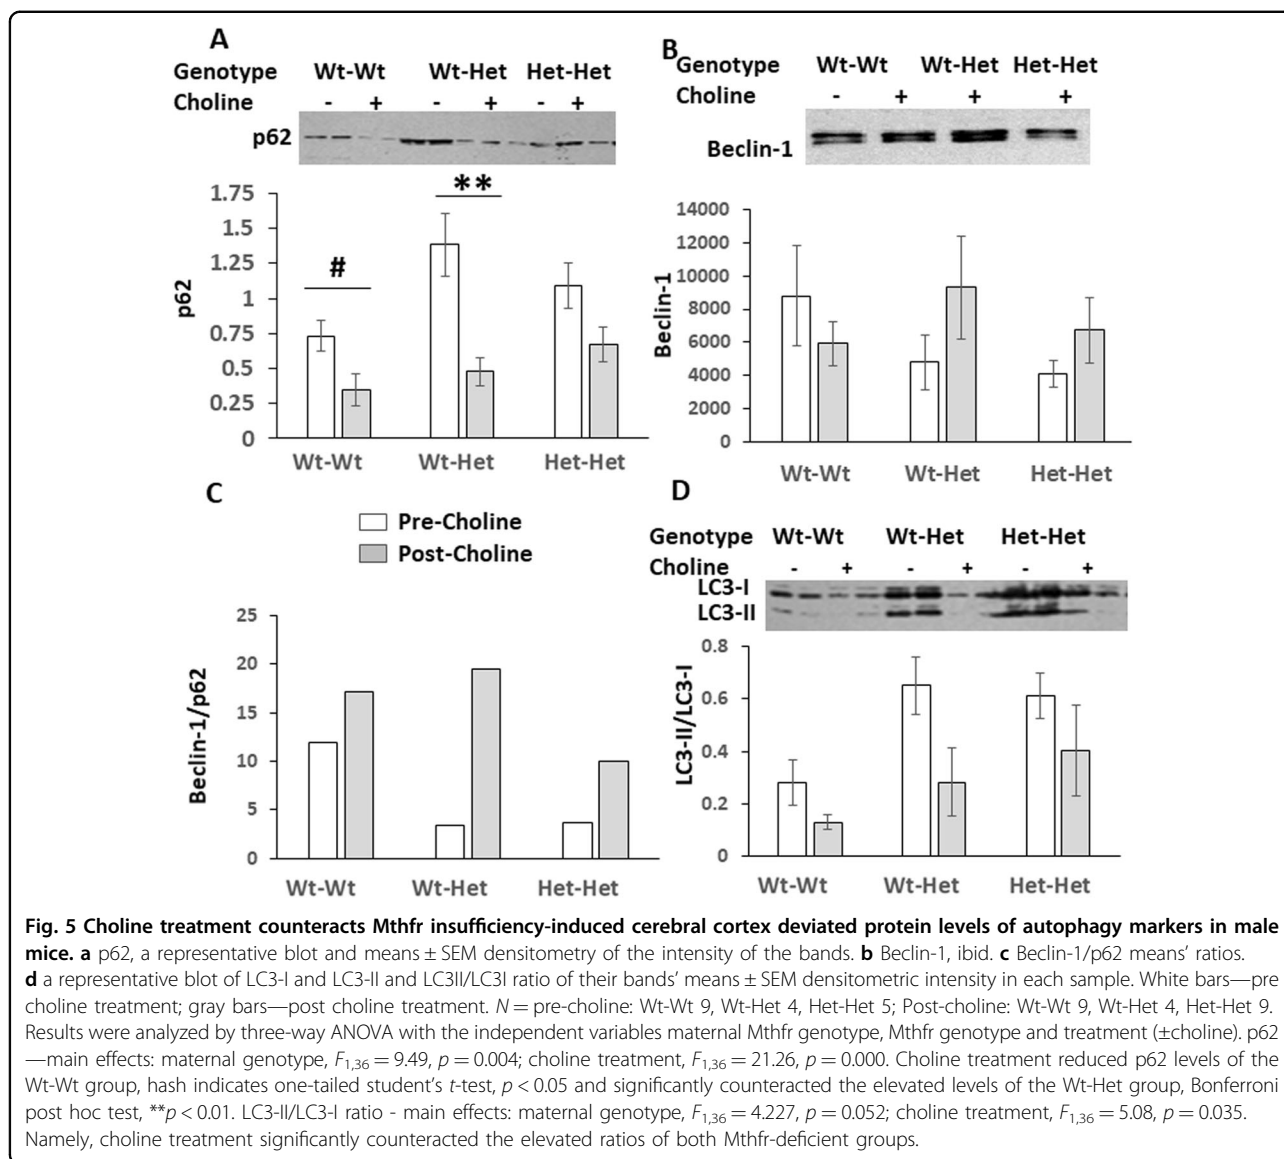 A
Genotype Wt-Wt Wt-Het Het-Het
Choline - + - + - +
p62
**
#
p62
1.75
1.5
1.25
1
0.75
0.5
0.25
0
Wt-Wt Wt-Het Het-Het
B
Genotype Wt-Wt Wt-Het Het-Het
Choline - + + +
Beclin-1
Beclin-1
14000
12000
10000
8000
6000
4000
2000
0
Wt-Wt Wt-Het Het-Het
C
Pre-Choline
Post-Choline
Beclin-1/p62
25
20
15
10
5
0
Wt-Wt Wt-Het Het-Het
D
Genotype Wt-Wt Wt-Het Het-Het
Choline - + - + - +
LC3-I
LC3-II
LC3-II/LC3-I
0.8
0.6
0.4
0.2
0
Wt-Wt Wt-Het Het-Het
Fig. 5 Choline treatment counteracts Mthfr insufficiency-induced cerebral cortex deviated protein levels of autophagy markers in male
mice. a p62, a representative blot and means ± SEM densitometry of the intensity of the bands. b Beclin-1, ibid. c Beclin-1/p62 means' ratios.
d a representative blot of LC3-I and LC3-II and LC3II/LC3I ratio of their bands' means ± SEM densitometric intensity in each sample. White bars—pre
choline treatment; gray bars—post choline treatment. N = pre-choline: Wt-Wt 9, Wt-Het 4, Het-Het 5; Post-choline: Wt-Wt 9, Wt-Het 4, Het-Het 9.
Results were analyzed by three-way ANOVA with the independent variables maternal Mthfr genotype, Mthfr genotype and treatment (±choline). p62
—main effects: maternal genotype, F1,36 = 9.49, p = 0.004; choline treatment, F1,36 = 21.26, p = 0.000. Choline treatment reduced p62 levels of the
Wt-Wt group, hash indicates one-tailed student's t-test, p < 0.05 and significantly counteracted the elevated levels of the Wt-Het group, Bonferroni
post hoc test, **p < 0.01. LC3-II/LC3-I ratio - main effects: maternal genotype, F1,36 = 4.227, p = 0.052; choline treatment, F1,36 = 5.08, p = 0.035.
Namely, choline treatment significantly counteracted the elevated ratios of both Mthfr-deficient groups.